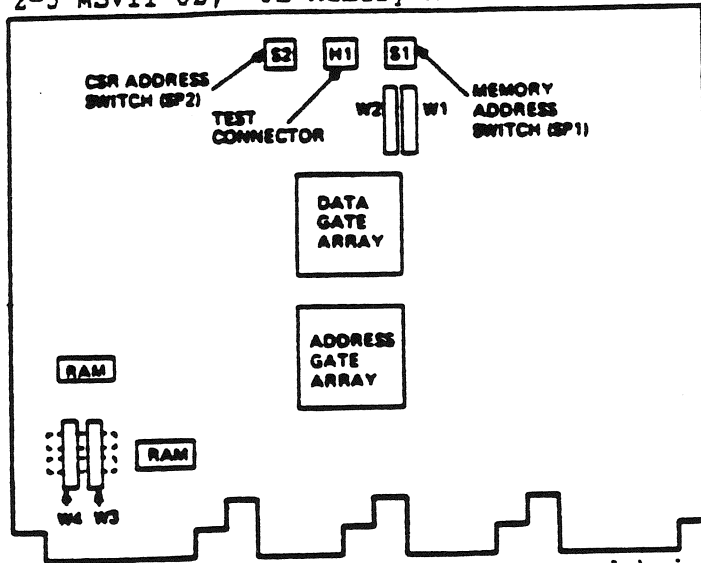 S2
H1
S1
CSR ADDRESS
SWITCH (SP2)
TEST
CONNECTOR
W2
W1
MEMORY
ADDRESS
SWITCH (SP1)
DATA
GATE
ARRAY
ADDRESS
GATE
ARRAY
RAM
RAM
W4 W3